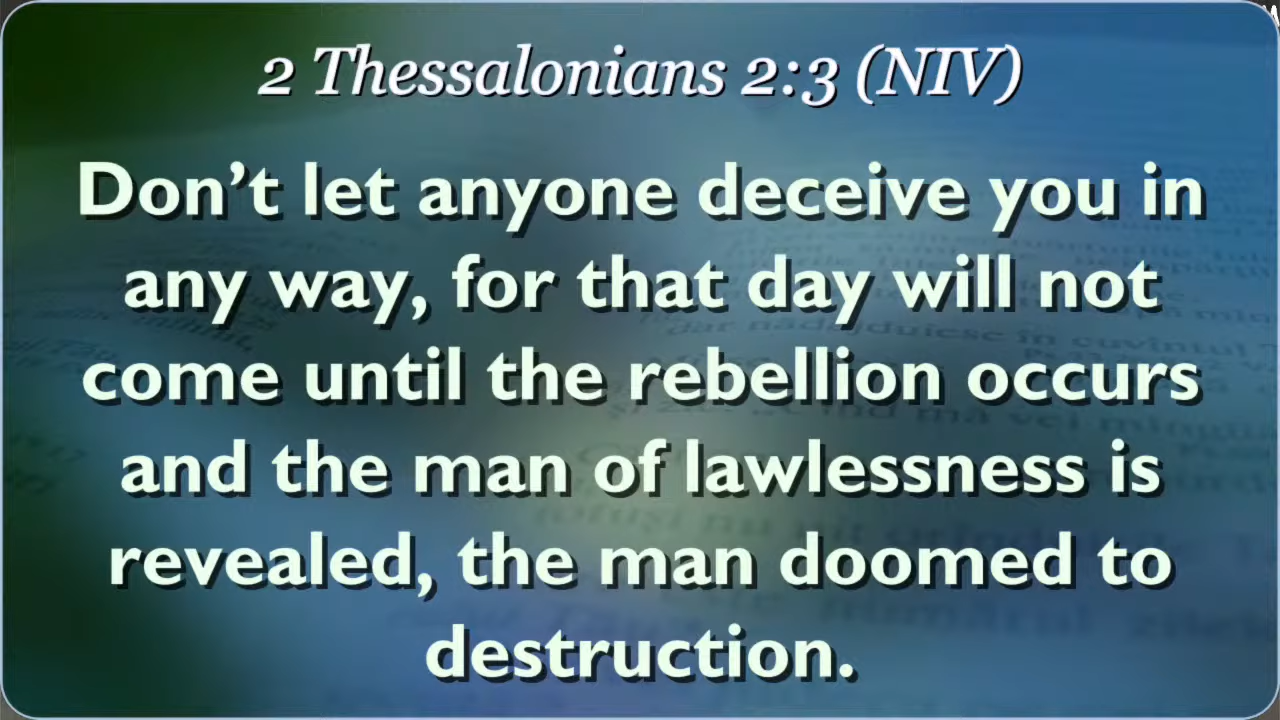 2 Thessalonians 2:3 (NIV)
Don’t let anyone deceive you in
any way, for that day will not
come until the rebellion occurs
and the man of lawlessness is
revealed, the man doomed to
destruction.